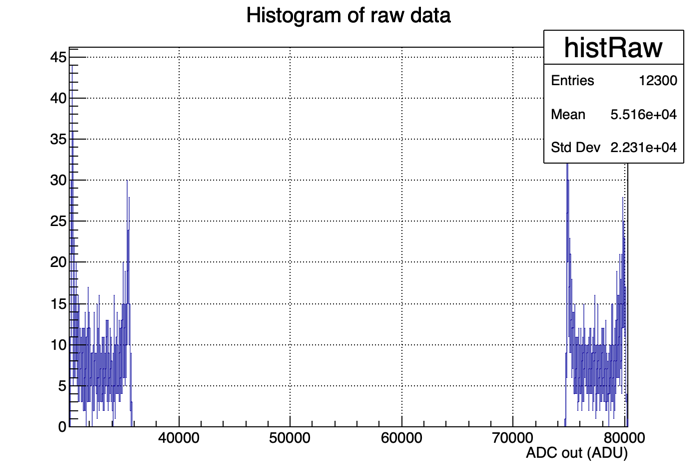 Histogram of raw data
histRaw
Entries 12300
Mean 5.516e+04
Std Dev 2.231e+04
45
40
35
30
25
20
15
10
5
0
40000 50000 60000 70000 80000
ADC out (ADU)